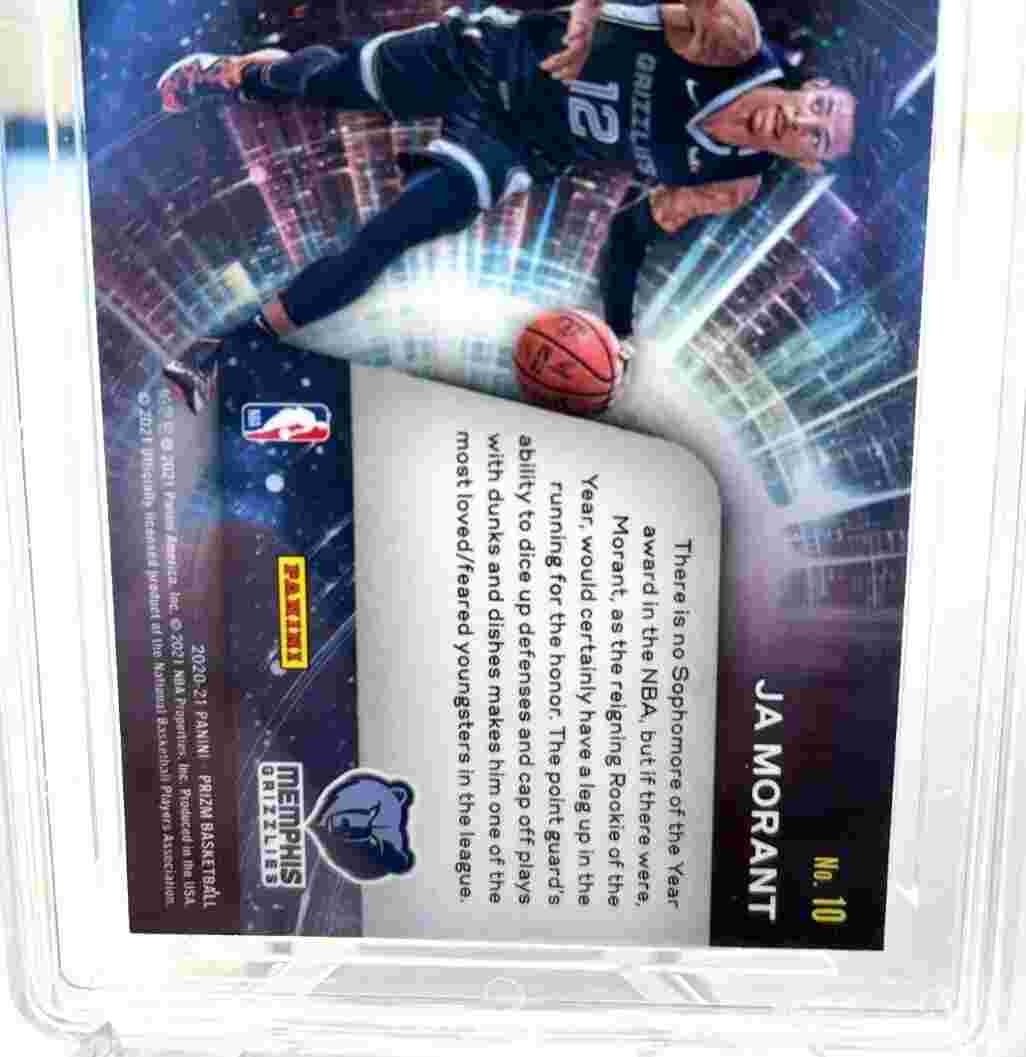 No. 10
JA MORANT
There is no Sophomore of the Year
award in the NBA, but if there were,
Morant, as the reigning Rookie of the
Year, would certainly have a leg up in the
running for the honor. The point guard's
ability to dice up defenses and cap off plays
with dunks and dishes makes him one of the
most loved/feared youngsters in the league.
GRIZZLIES
12
NBA
PANINI
MEMPHIS
GRIZZLIES
2020-21 PANINI - PRIZM BASKETBALL
© 2021 Panini America, Inc. © 2021 NBA Properties, Inc. Produced in the USA.
© 2021 Officially licensed product of the National Basketball Players Association.